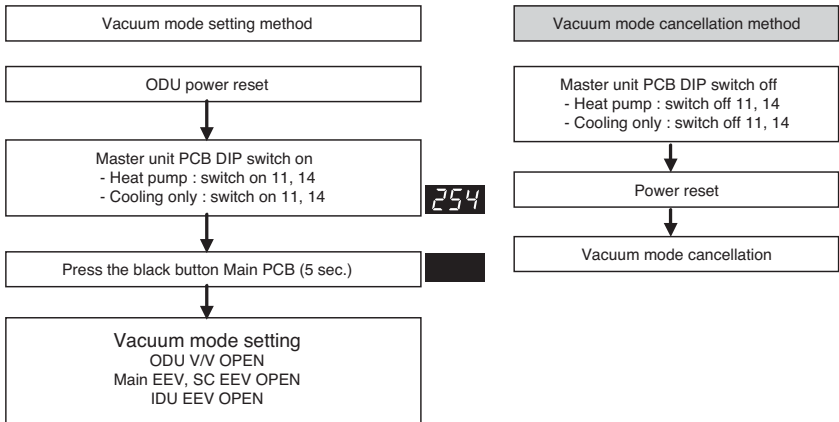 Vacuum mode setting method
ODU power reset
Master unit PCB DIP switch on
- Heat pump : switch on 11, 14
- Cooling only : switch on 11, 14
254
Press the black button Main PCB (5 sec.)
Vacuum mode setting
ODU V/V OPEN
Main EEV, SC EEV OPEN
IDU EEV OPEN
Vacuum mode cancellation method
Master unit PCB DIP switch off
- Heat pump : switch off 11, 14
- Cooling only : switch off 11, 14
Power reset
Vacuum mode cancellation